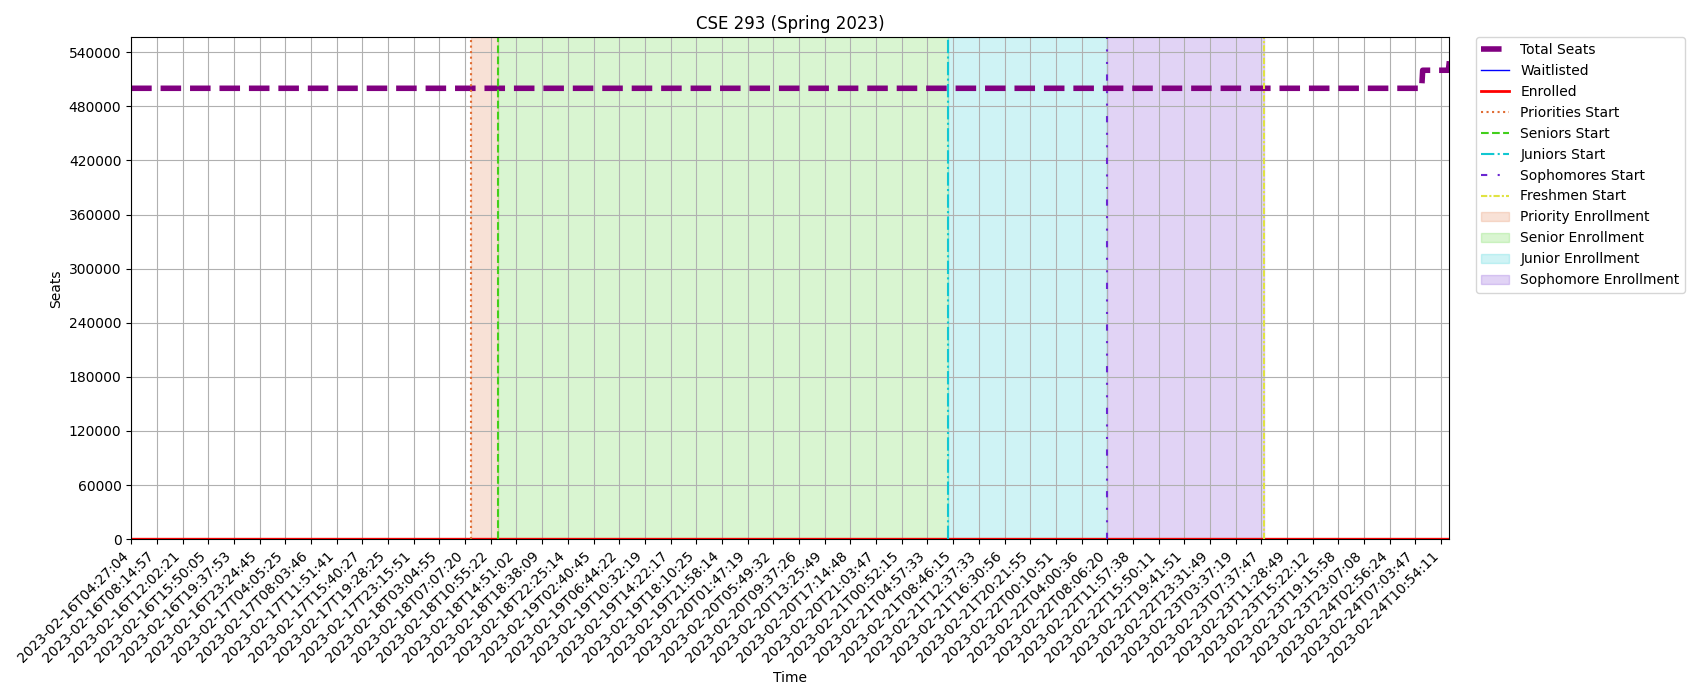 CSE 293 (Spring 2023)
540000
480000
420000
360000
300000
240000
180000
120000
60000
0
Seats
2023-02-16T04:27:04
2023-02-16T08:14:57
2023-02-16T12:02:21
2023-02-16T15:50:05
2023-02-16T19:37:53
2023-02-16T23:24:45
2023-02-17T04:05:25
2023-02-17T08:03:46
2023-02-17T11:51:41
2023-02-17T15:40:27
2023-02-17T19:28:25
2023-02-17T23:15:51
2023-02-18T03:04:55
2023-02-18T07:07:20
2023-02-18T10:55:22
2023-02-18T14:51:02
2023-02-18T18:38:09
2023-02-18T22:25:14
2023-02-19T02:40:45
2023-02-19T06:44:22
2023-02-19T10:32:19
2023-02-19T14:22:17
2023-02-19T18:10:25
2023-02-19T21:58:14
2023-02-20T01:47:19
2023-02-20T05:49:32
2023-02-20T09:37:26
2023-02-20T13:25:49
2023-02-20T17:14:48
2023-02-20T21:03:47
2023-02-21T00:52:15
2023-02-21T04:57:33
2023-02-21T08:46:15
2023-02-21T12:37:33
2023-02-21T16:30:56
2023-02-21T20:21:55
2023-02-22T00:10:51
2023-02-22T04:00:36
2023-02-22T08:06:20
2023-02-22T11:57:38
2023-02-22T15:50:11
2023-02-22T19:41:51
2023-02-22T23:31:49
2023-02-23T03:37:19
2023-02-23T07:37:47
2023-02-23T11:28:49
2023-02-23T15:22:12
2023-02-23T19:15:58
2023-02-23T23:07:08
2023-02-24T02:56:24
2023-02-24T07:03:47
2023-02-24T10:54:11
Time
Total Seats
Waitlisted
Enrolled
Priorities Start
Seniors Start
Juniors Start
Sophomores Start
Freshmen Start
Priority Enrollment
Senior Enrollment
Junior Enrollment
Sophomore Enrollment